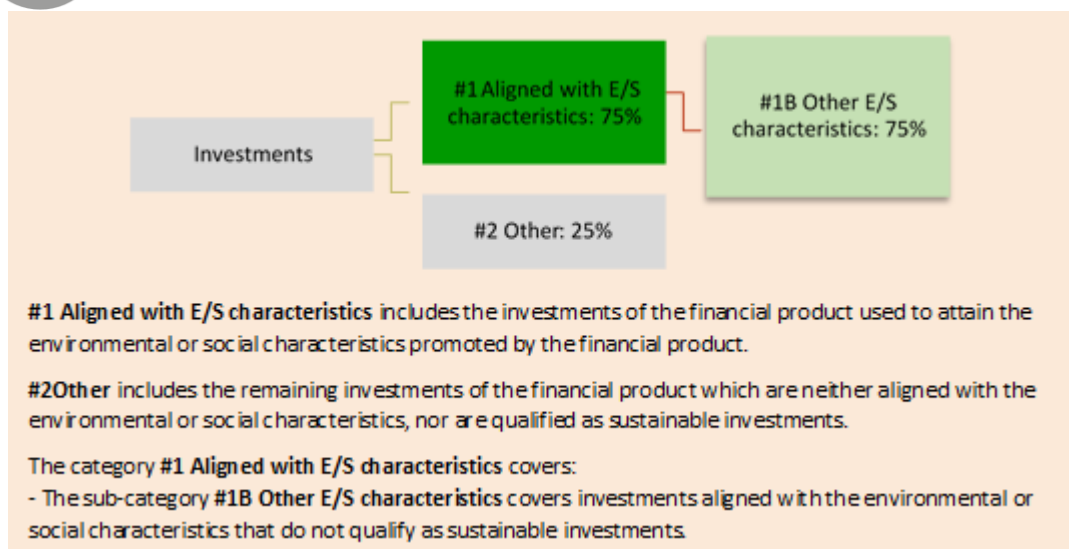 #1 Aligned with E/S
characteristics: 75%
#1B Other E/S
characteristics: 75%
Investments
#2 Other: 25%
#1 Aligned with E/S characteristics includes the investments of the financial product used to attain the
environmental or social characteristics promoted by the financial product.
#2Other includes the remaining investments of the financial product which are neither aligned with the
environmental or social characteristics, nor are qualified as sustainable investments.
The category #1 Aligned with E/S characteristics covers:
- The sub-category #1B Other E/S characteristics covers investments aligned with the environmental or
social characteristics that do not qualify as sustainable investments.